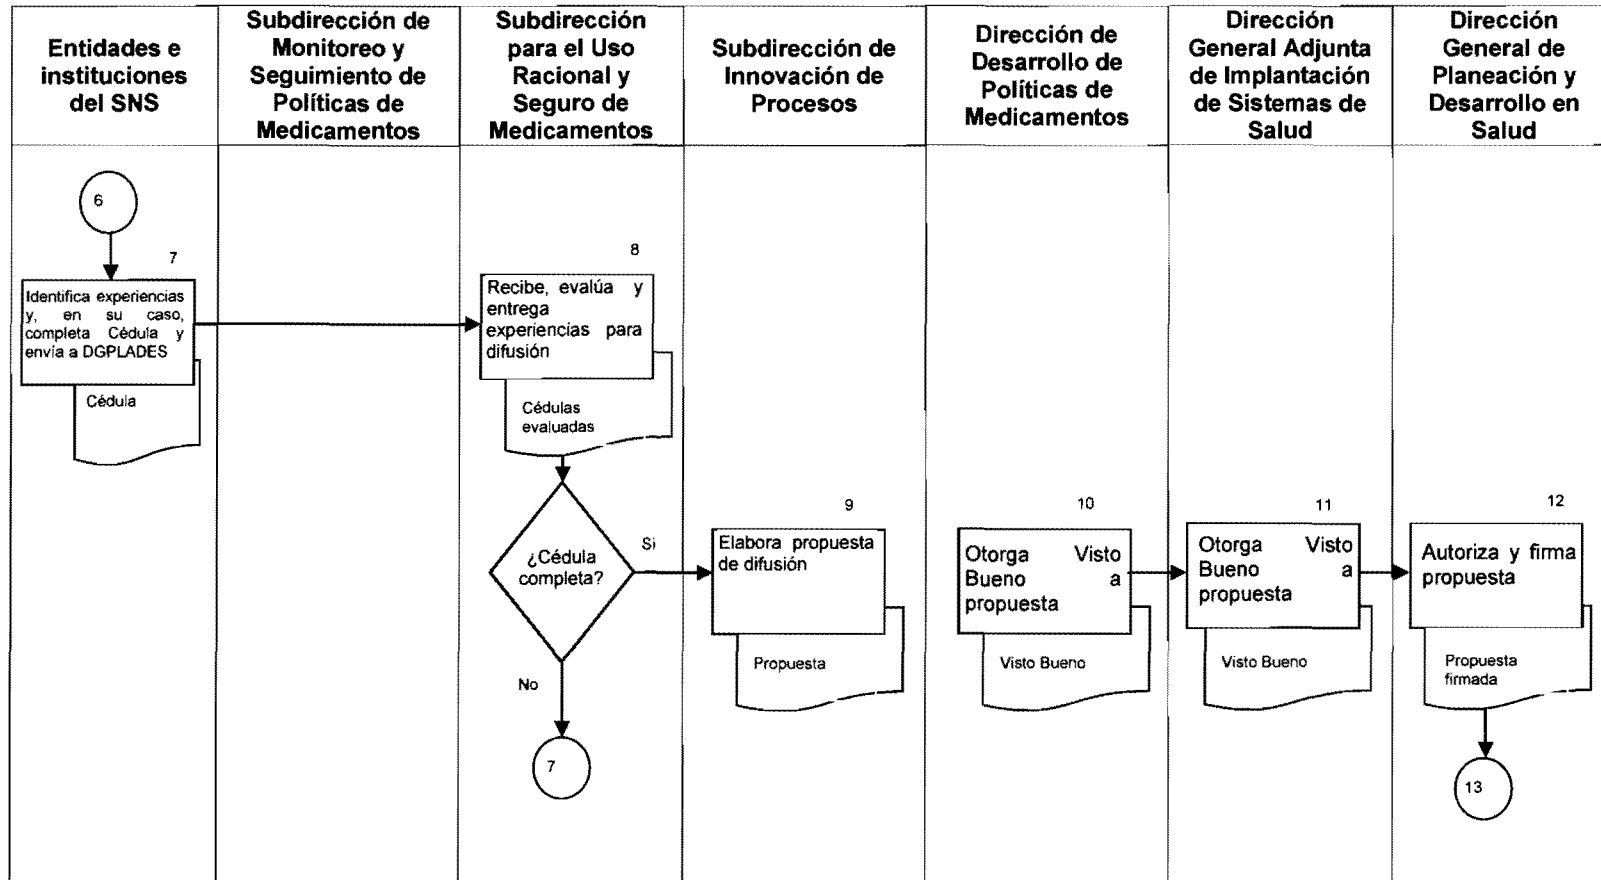 Entidades e
instituciones
del SNS
Subdirección de
Monitoreo y
Seguimiento de
Políticas de
Medicamentos
Subdirección
para el Uso
Racional y
Seguro de
Medicamentos
Subdirección de
Innovación de
Procesos
Dirección de
Desarrollo de
Políticas de
Medicamentos
Dirección
General Adjunta
de Implantación
de Sistemas de
Salud
Dirección
General de
Planeación y
Desarrollo en
Salud
6
7
Identifica experiencias
y, en su caso,
completa Cédula y
envía a DGPLADES
Cédula
8
Recibe, evalúa y
entrega
experiencias para
difusión
Cédulas
evaluadas
¿Cédula
completa?
Si
No
7
9
Elabora propuesta
de difusión
Propuesta
10
Otorga Visto
Bueno a
propuesta
Visto Bueno
11
Otorga Visto
Bueno a
propuesta
Visto Bueno
12
Autoriza y firma
propuesta
Propuesta
firmada
13